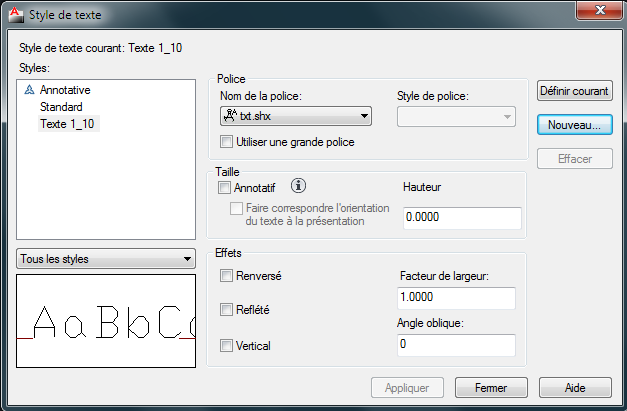 Style de texte
Style de texte courant: Texte 1_10
Styles:
Annotative
Standard
Texte 1_10
Tous les styles
AaBbCc
Police
Nom de la police:
txt.shx
Style de police:
Utiliser une grande police
Taille
Annotatif
Faire correspondre l'orientation
du texte à la présentation
Hauteur
0.0000
Effets
Renversé
Reflété
Vertical
Facteur de largeur:
1.0000
Angle oblique:
0
Définir courant
Nouveau...
Effacer
Appliquer
Fermer
Aide